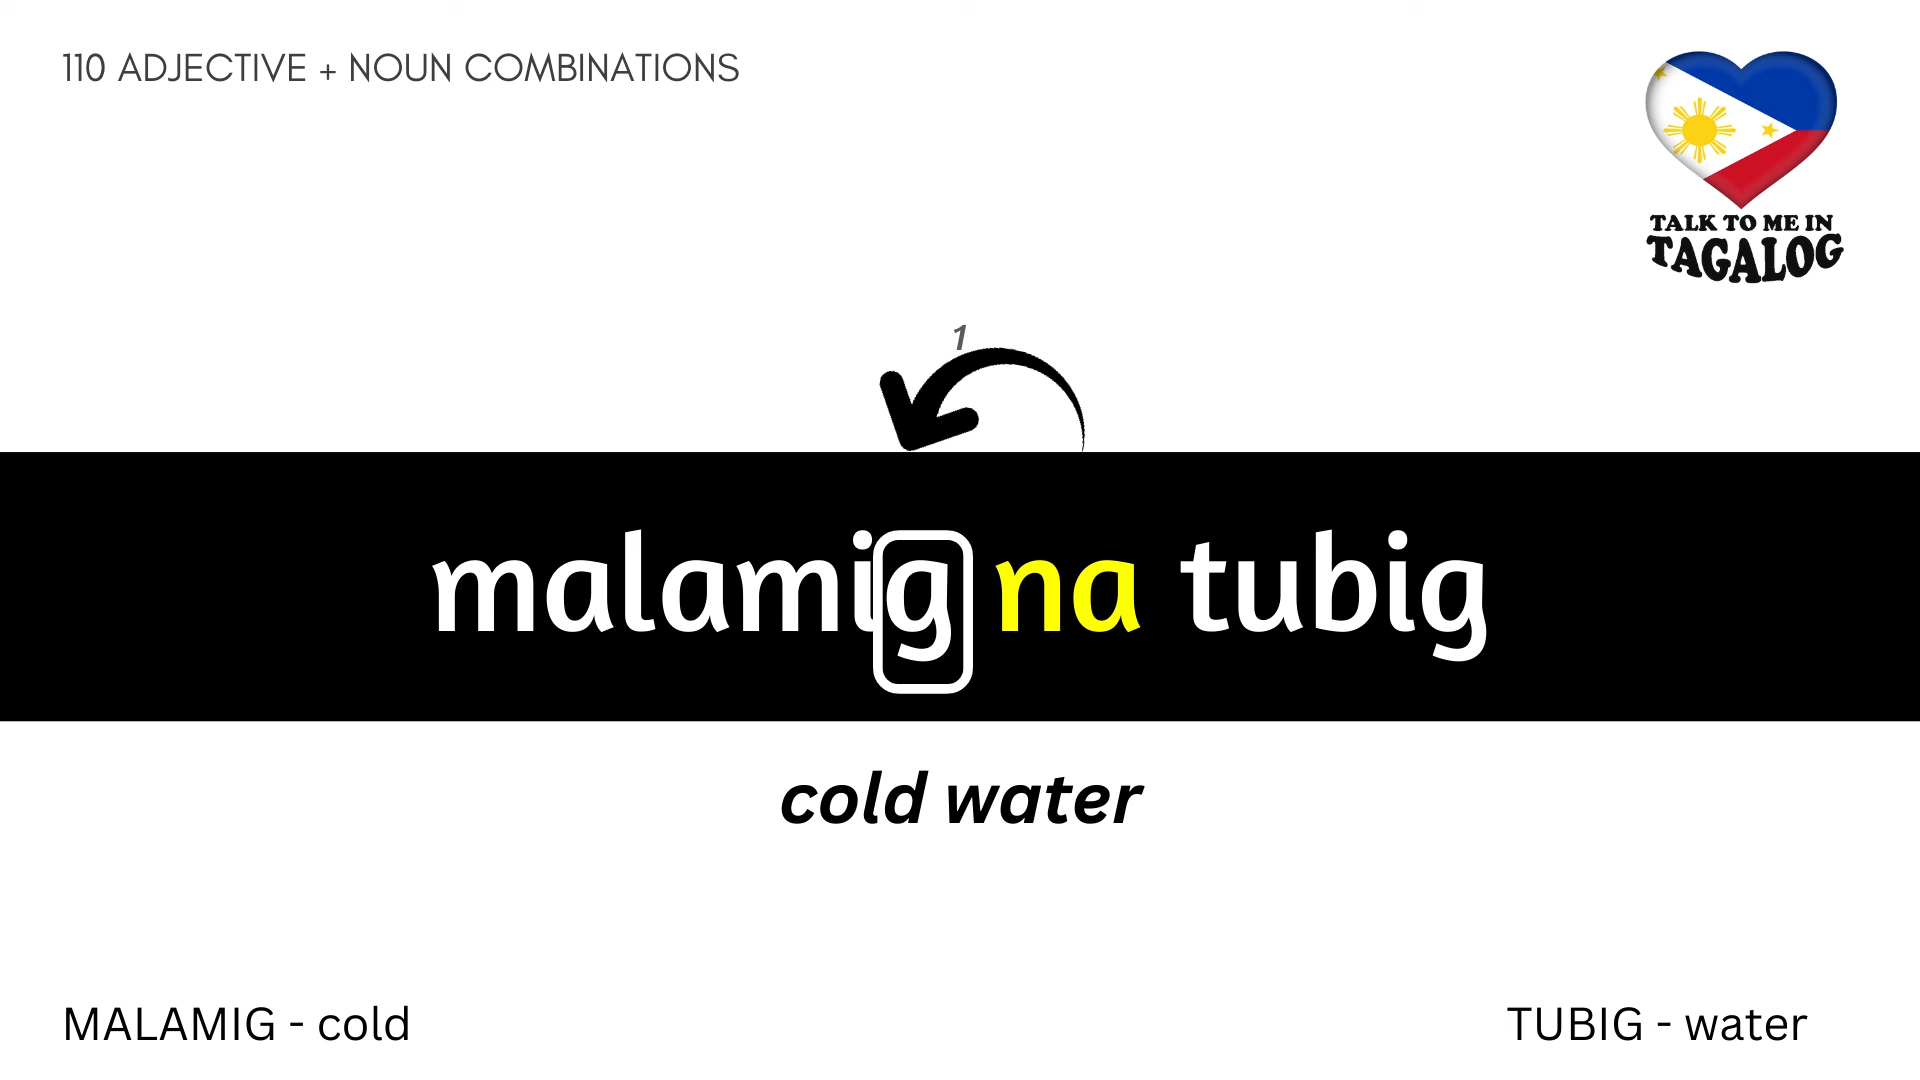 110 ADJECTIVE + NOUN COMBINATIONS
TALK TO ME IN
TAGALOG
1
malamig na tubig
cold water
MALAMIG - cold
TUBIG - water